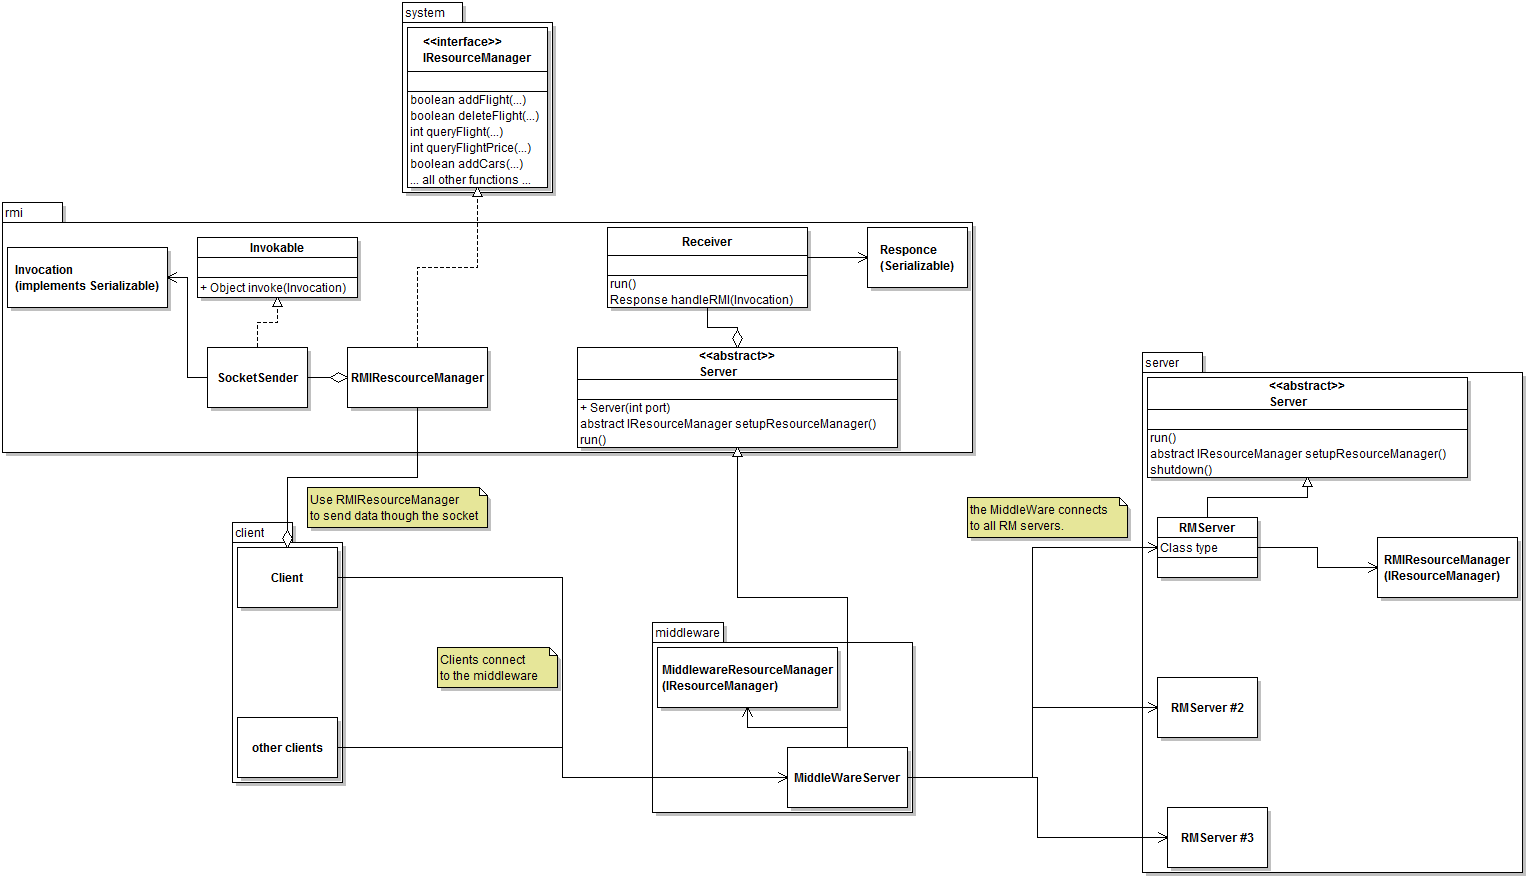 system
<<interface>>
IResourceManager
boolean addFlight(...)
boolean deleteFlight(...)
int queryFlight(...)
int queryFlightPrice(...)
boolean addCars(...)
... all other functions ...
rmi
Invocation
(implements Serializable)
Invokable
+ Object invoke(Invocation)
Receiver
run()
Response handleRMI(Invocation)
Responce
(Serializable)
SocketSender
RMIRescourceManager
<<abstract>>
Server
+ Server(int port)
abstract IResourceManager setupResourceManager()
run()
Use RMIResourceManager
to send data though the socket
client
Client
other clients
Clients connect
to the middleware
middleware
MiddlewareResourceManager
(IResourceManager)
MiddleWareServer
the MiddleWare connects
to all RM servers.
server
<<abstract>>
Server
run()
abstract IResourceManager setupResourceManager()
shutdown()
RMServer
Class type
RMIResourceManager
(IResourceManager)
RMServer #2
RMServer #3